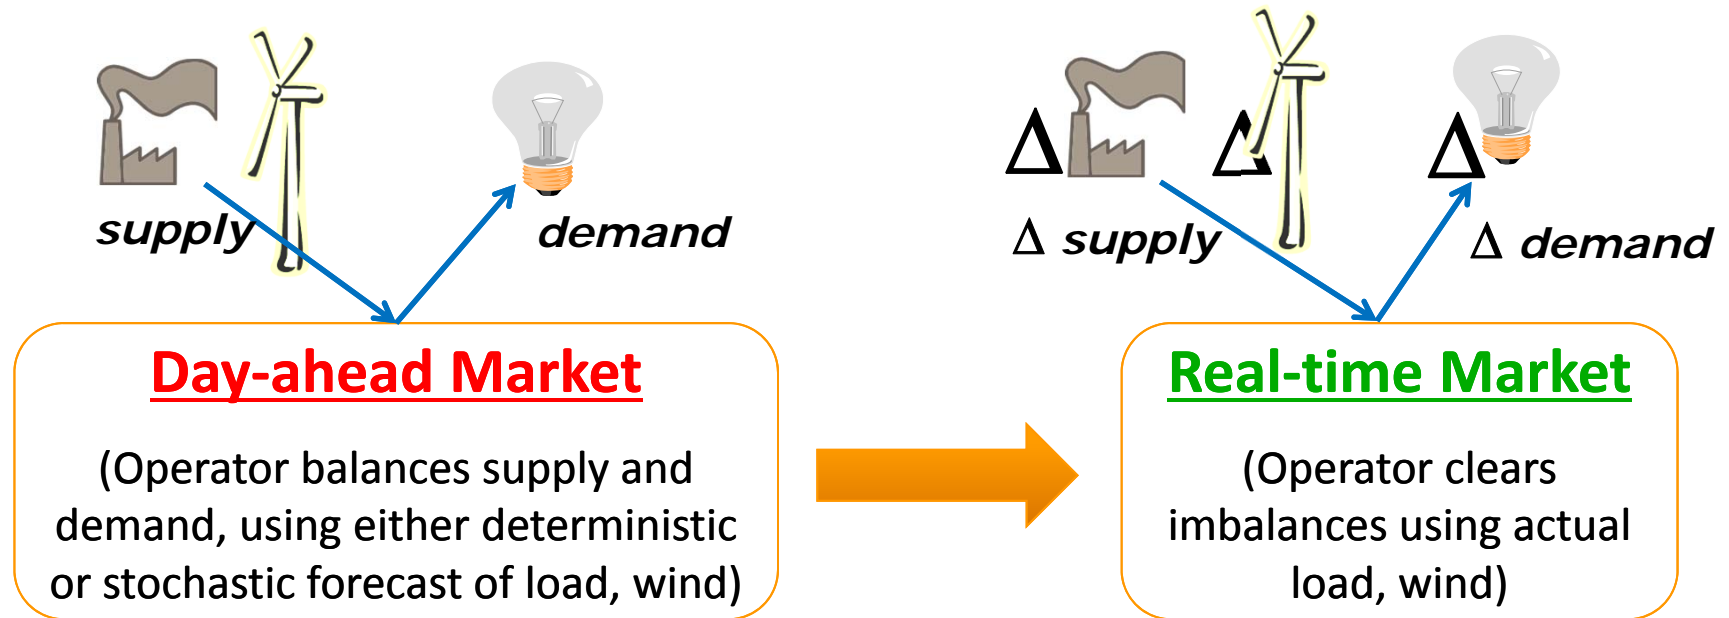 supply
demand
Day-ahead Market
(Operator balances supply and
demand, using either deterministic
or stochastic forecast of load, wind)
Δ
Δ
Δ
Δ supply
Δ demand
Real-time Market
(Operator clears
imbalances using actual
load, wind)